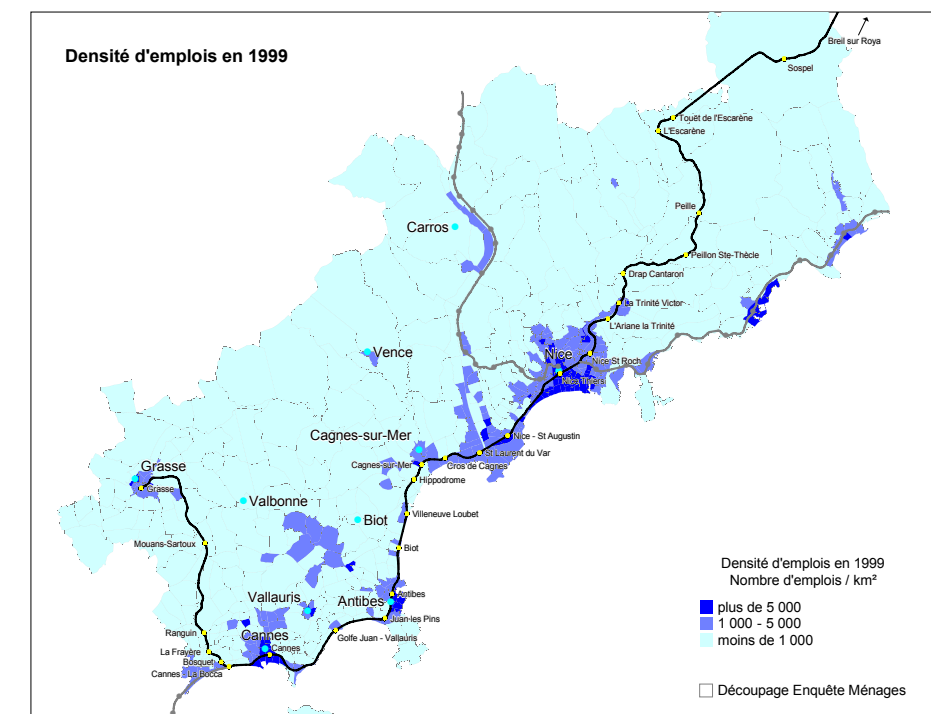 Densité d'emplois en 1999
Breil sur Roya
Sospel
Touët de l'Escarène
L'Escarène
Peille
Carros
Peillon Ste-Thècle
Drap Cantaron
La Trinité Victor
L'Ariane la Trinité
Vence
Nice
Nice St Roch
Nice Thiers
Cagnes-sur-Mer
Nice - St Augustin
St Laurent du Var
Cagnes-sur-Mer
Cros de Cagnes
Grasse
Hippodrome
Grasse
Valbonne
Villeneuve Loubet
Biot
Mouans-Sartoux
Biot
Densité d'emplois en 1999
Nombre d'emplois / km²
Vallauris
Antibes
Antibes
plus de 5 000
Juan-les Pins
1 000 - 5 000
Ranguin
Cannes
Golfe Juan - Vallauris
moins de 1 000
La Frayère
Cannes
Bosquet
Cannes - La Bocca
Découpage Enquête Ménages